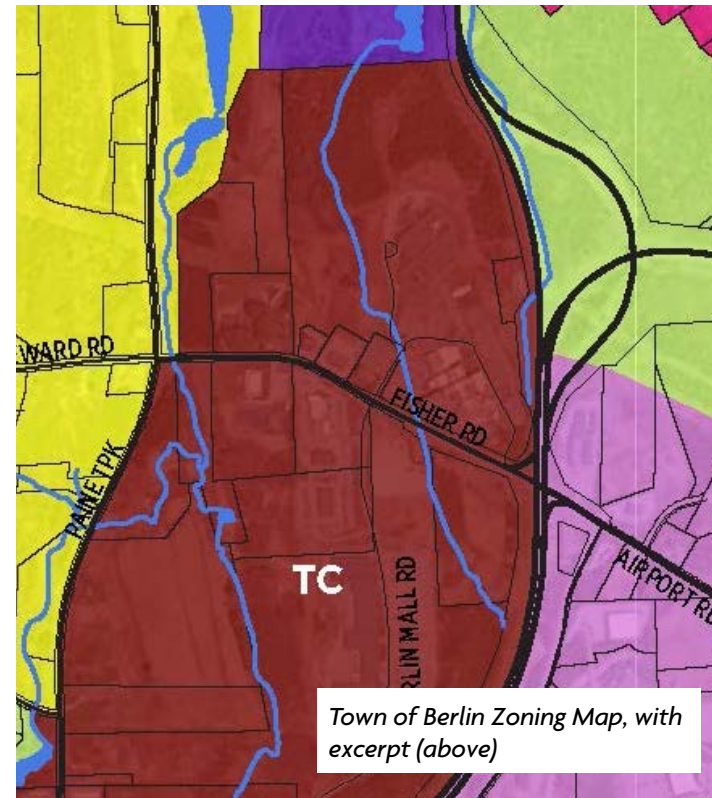 WARD RD
FISHER RD
PAINE TPK
TC
RLIN MALL RD
AIRPORT RD
Town of Berlin Zoning Map, with
excerpt (above)